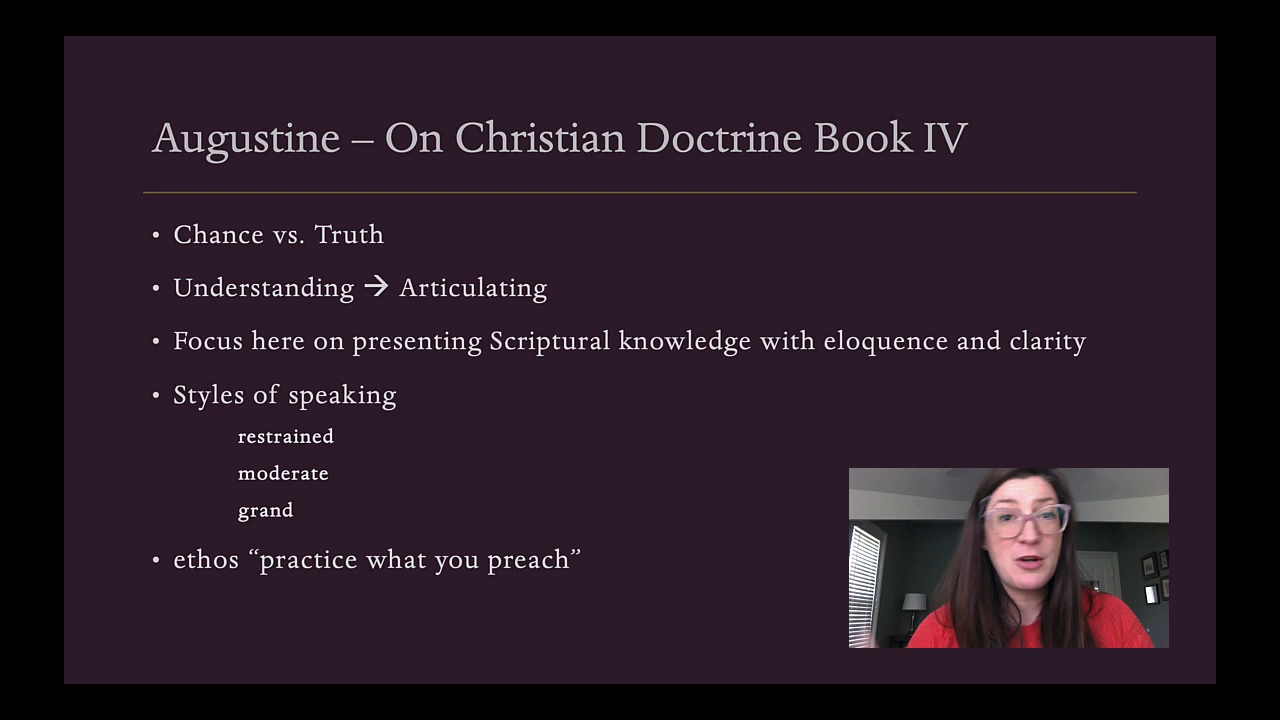 Augustine – On Christian Doctrine Book IV
• Chance vs. Truth
• Understanding → Articulating
• Focus here on presenting Scriptural knowledge with eloquence and clarity
• Styles of speaking
restrained
moderate
grand
• ethos “practice what you preach”